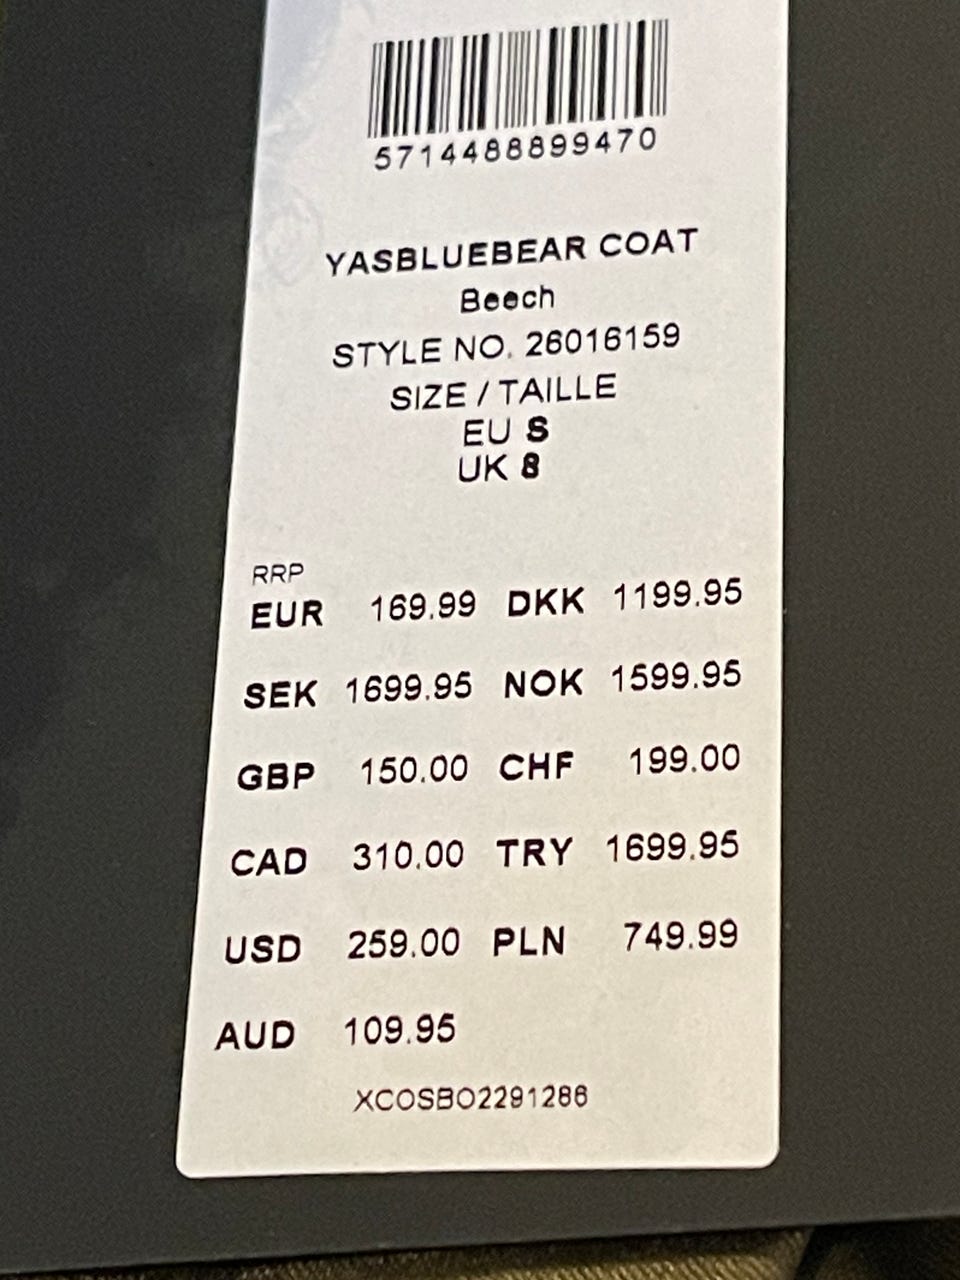 5714488899470
YASBLUEBEAR COAT
Beech
STYLE NO. 26016159
SIZE / TAILLE
EU S
UK 8
RRP
EUR 169.99 DKK 1199.95
SEK 1699.95 NOK 1599.95
GBP 150.00 CHF 199.00
CAD 310.00 TRY 1699.95
USD 259.00 PLN 749.99
AUD 109.95
XCOSBO2291286